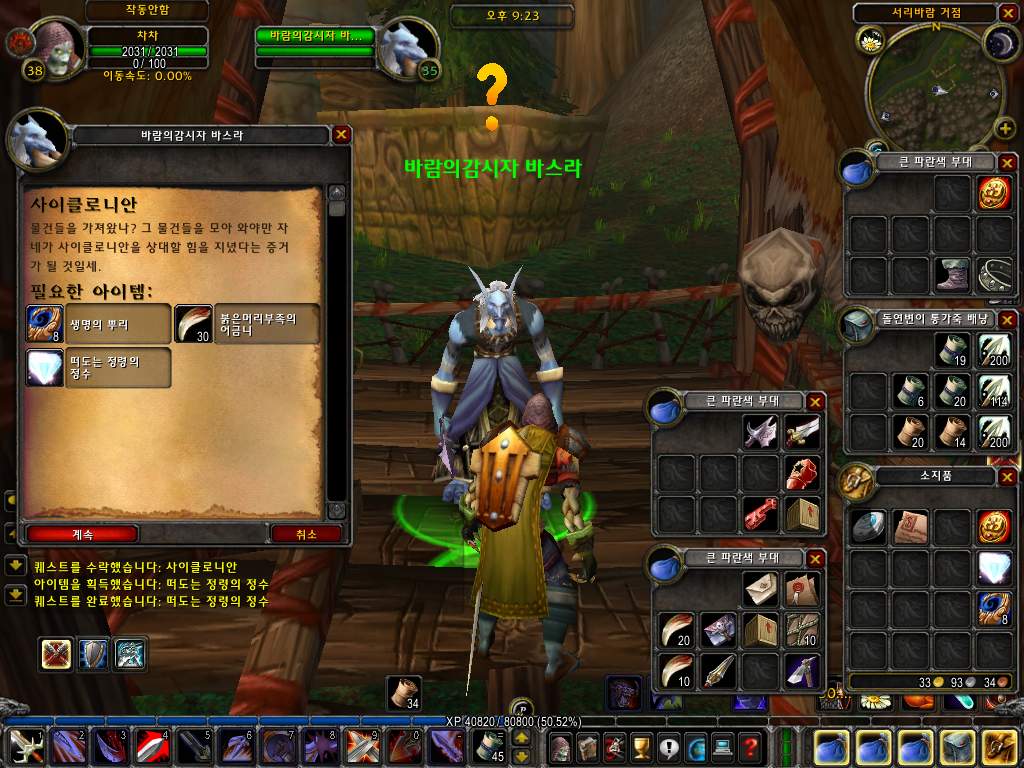 작동안함
차차
2031 / 2031
0 / 100
이동속도: 0.00%
38
바람의감시자 바...
35
오후 9:23
서리바람 거점
N
바람의감시자 바스라
바람의감시자 바스라
사이클로니안
물건들을 가져왔나? 그 물건들을 모아 와야만 자
네가 사이클로니안을 상대할 힘을 지녔다는 증거
가 될 것일세.
필요한 아이템:
8
생명의 뿌리
30
붉은머리부족의
어금니
떠도는 정령의
정수
계속
취소
큰 파란색 부대
돌연변이 통가죽 배낭
19
200
6
20
114
20
14
200
큰 파란색 부대
소지품
8
33
93
34
큰 파란색 부대
20
10
10
퀘스트를 수락했습니다: 사이클로니안
아이템을 획득했습니다: 떠도는 정령의 정수
퀘스트를 완료했습니다: 떠도는 정령의 정수
34
XP 40820 / 80800 (50.52%)
1
2
3
4
5
6
7
8
9
0
-
=
45